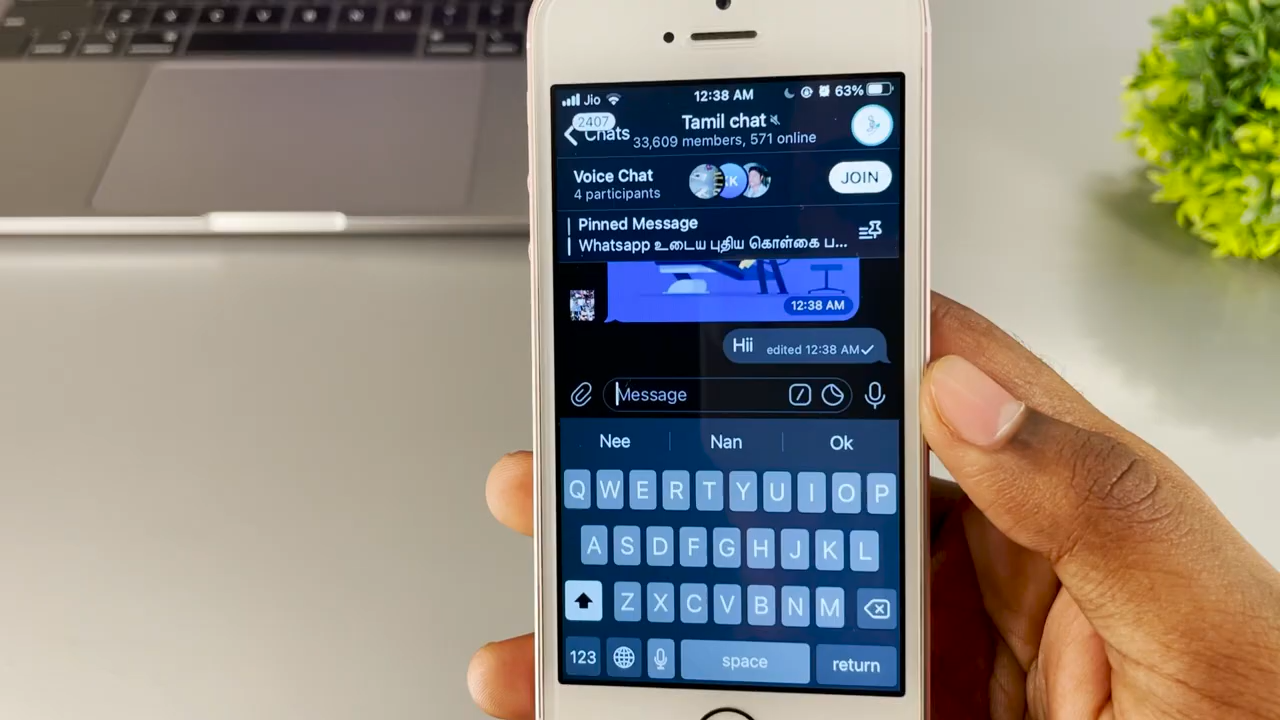 Jio 12:38 AM 63%
2407
Chats
Tamil chat
33,609 members, 571 online
Voice Chat
4 participants
K
JOIN
Pinned Message
Whatsapp உடைய புதிய கொள்கை ப...
12:38 AM
Hii edited 12:38 AM
Message
Nee Nan Ok
Q W E R T Y U I O P
A S D F G H J K L
Z X C V B N M
123 space return